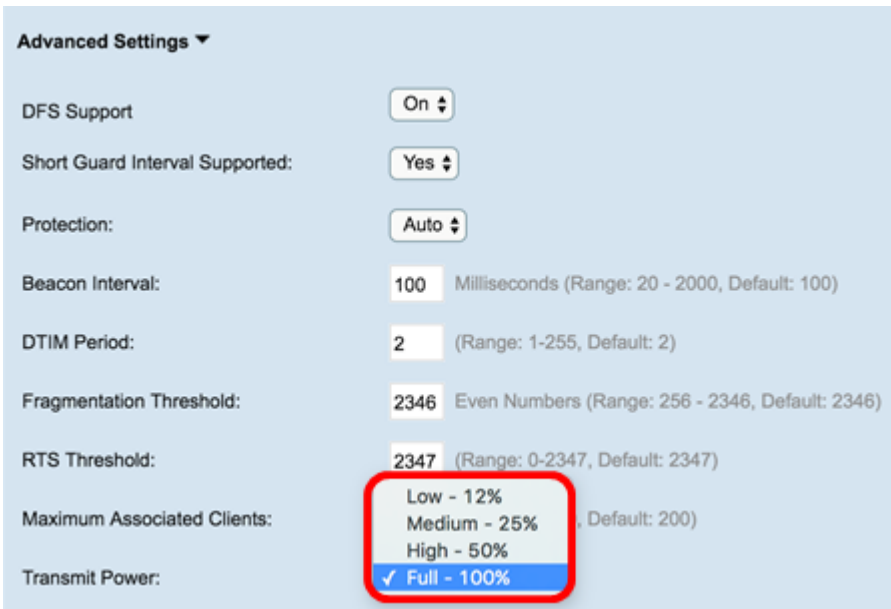 Advanced Settings ▼
DFS Support On
Short Guard Interval Supported: Yes
Protection: Auto
Beacon Interval: 100 Milliseconds (Range: 20 - 2000, Default: 100)
DTIM Period: 2 (Range: 1-255, Default: 2)
Fragmentation Threshold: 2346 Even Numbers (Range: 256 - 2346, Default: 2346)
RTS Threshold: 2347 (Range: 0-2347, Default: 2347)
Low - 12%
Maximum Associated Clients: Medium - 25% , Default: 200)
High - 50%
Transmit Power: ✓ Full - 100%